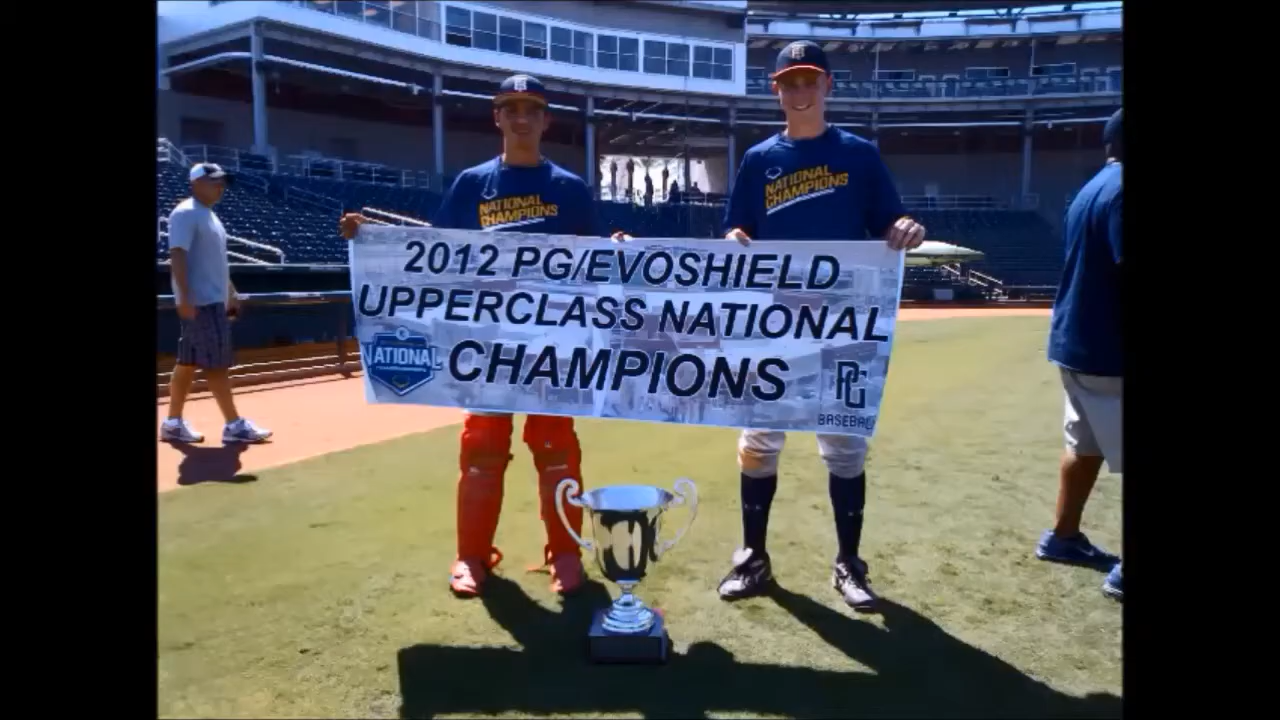 NATIONAL
CHAMPIONS
NATIONAL
CHAMPIONS
2012 PG/EVOSHIELD
UPPERCLASS NATIONAL
CHAMPIONS
NATIONAL
PG
BASEBALL